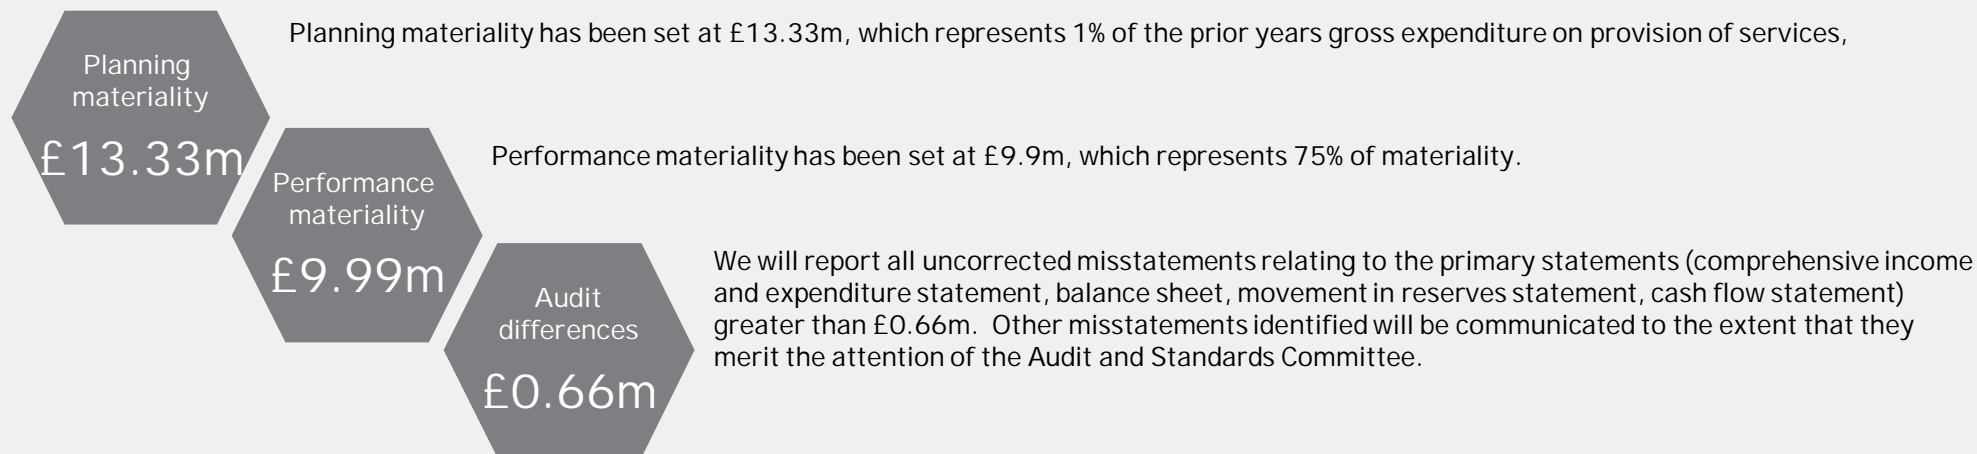 Planning
materiality
£13.33m
Planning materiality has been set at £13.33m, which represents 1% of the prior years gross expenditure on provision of services,
Performance
materiality
£9.99m
Performance materiality has been set at £9.9m, which represents 75% of materiality.
Audit
differences
£0.66m
We will report all uncorrected misstatements relating to the primary statements (comprehensive income
and expenditure statement, balance sheet, movement in reserves statement, cash flow statement)
greater than £0.66m. Other misstatements identified will be communicated to the extent that they
merit the attention of the Audit and Standards Committee.